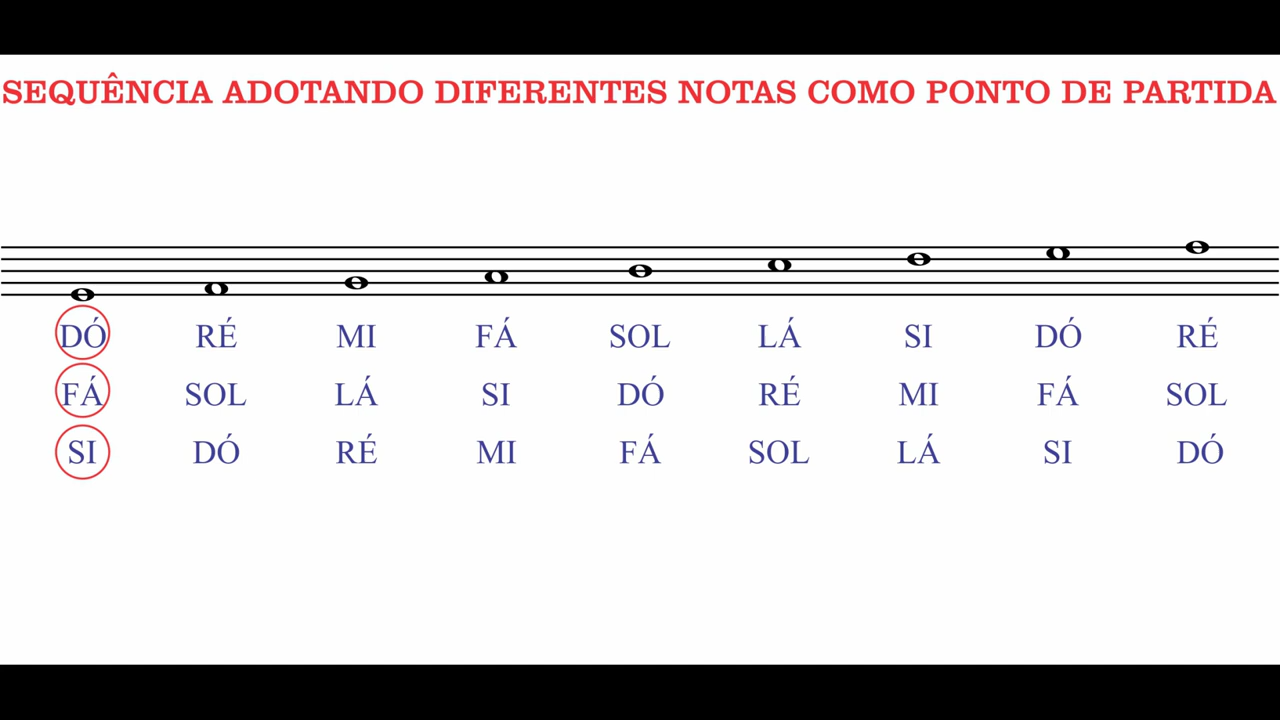 SEQUÊNCIA ADOTANDO DIFERENTES NOTAS COMO PONTO DE PARTIDA
DÓ RÉ MI FÁ SOL LÁ SI DÓ RÉ
FÁ SOL LÁ SI DÓ RÉ MI FÁ SOL
SI DÓ RÉ MI FÁ SOL LÁ SI DÓ